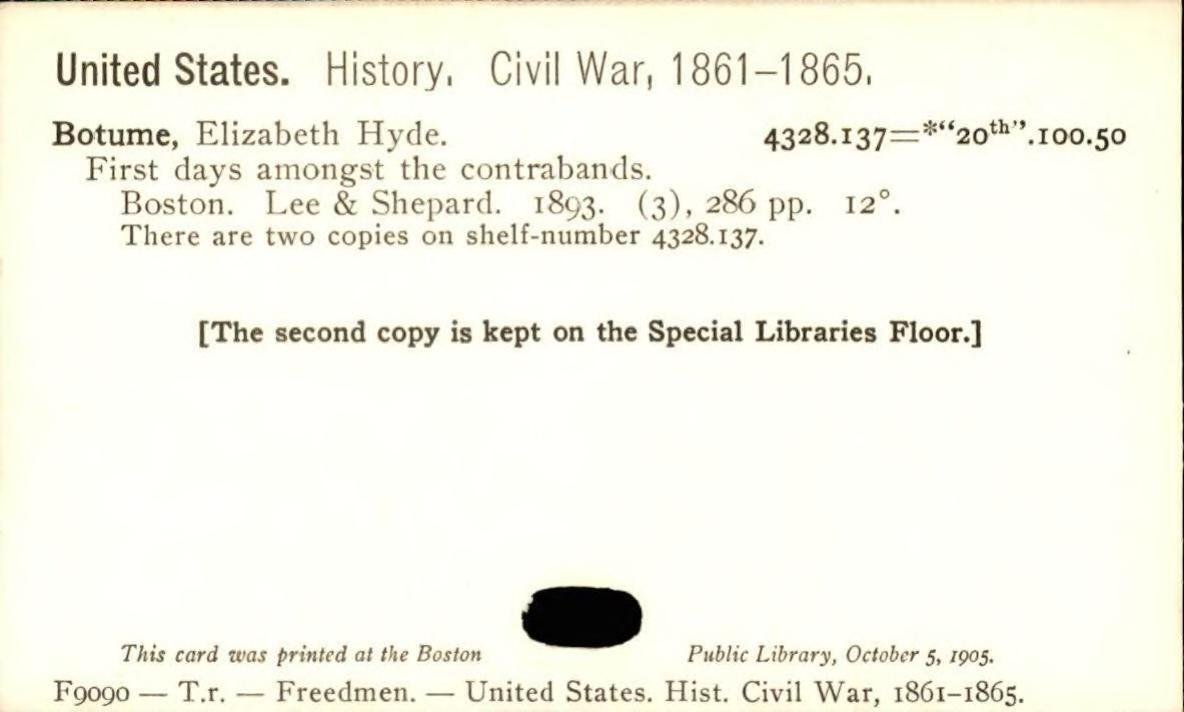 United States. History. Civil War, 1861–1865.
Botume, Elizabeth Hyde. 4328.137=*“20th”.100.50
First days amongst the contrabands.
Boston. Lee & Shepard. 1893. (3), 286 pp. 12°.
There are two copies on shelf-number 4328.137.
[The second copy is kept on the Special Libraries Floor.]
This card was printed at the Boston Public Library, October 5, 1905.
F9090 — T.r. — Freedmen. — United States. Hist. Civil War, 1861–1865.